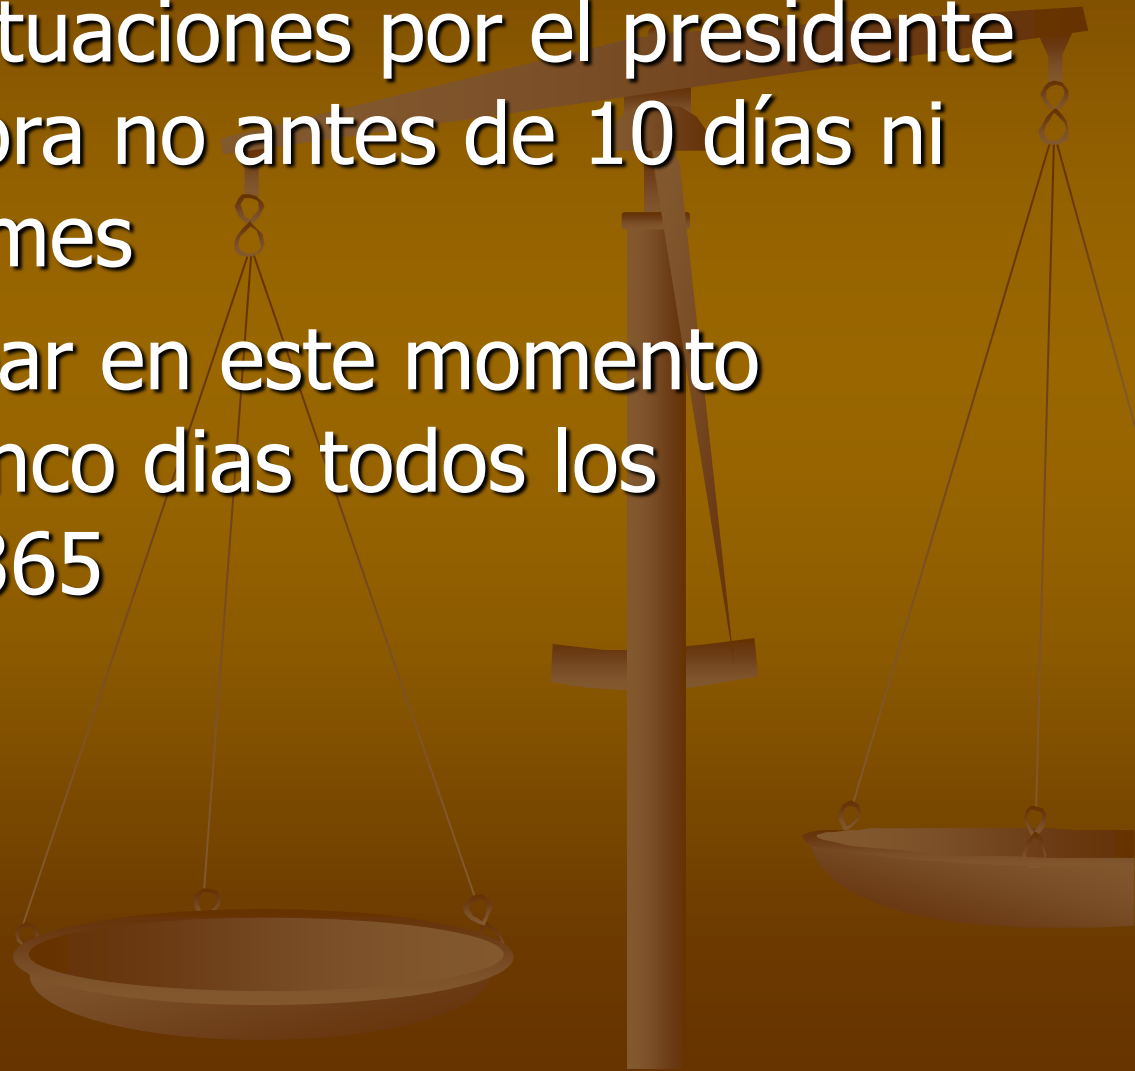 tuaciones por el presidente
ora no antes de 10 días ni
mes
ar en este momento
nco dias todos los
365